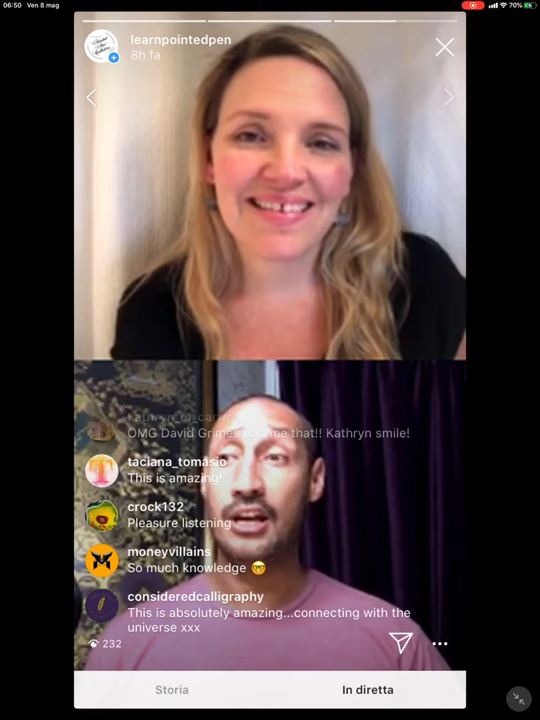 06:50 Ven 8 mag
70%
learnpointedpen
8h fa
kathryn_on_car
OMG David Grimes me that!! Kathryn smile!
taciana_tomasio
This is amazing!
crock132
Pleasure listening
moneyvillains
So much knowledge 🤓
consideredcalligraphy
This is absolutely amazing...connecting with the
universe xxx
232
Storia
In diretta